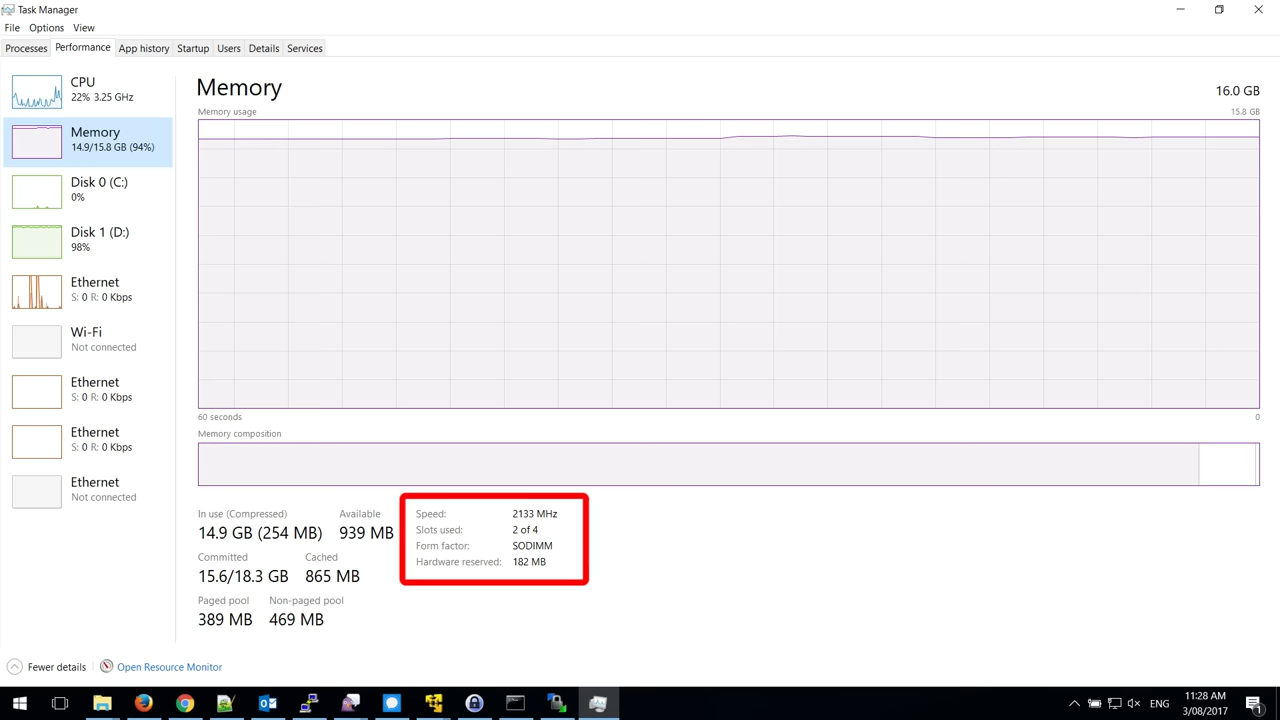 Task Manager
File Options View
Processes Performance App history Startup Users Details Services
CPU
22% 3.25 GHz
Memory
14.9/15.8 GB (94%)
Disk 0 (C:)
0%
Disk 1 (D:)
98%
Ethernet
S: 0 R: 0 Kbps
Wi-Fi
Not connected
Ethernet
S: 0 R: 0 Kbps
Ethernet
S: 0 R: 0 Kbps
Ethernet
Not connected
Memory 16.0 GB
Memory usage 15.8 GB
60 seconds 0
Memory composition
In use (Compressed) Available
14.9 GB (254 MB) 939 MB
Committed Cached
15.6/18.3 GB 865 MB
Paged pool Non-paged pool
389 MB 469 MB
Speed: 2133 MHz
Slots used: 2 of 4
Form factor: SODIMM
Hardware reserved: 182 MB
Fewer details Open Resource Monitor
ENG 11:28 AM
3/08/2017
1